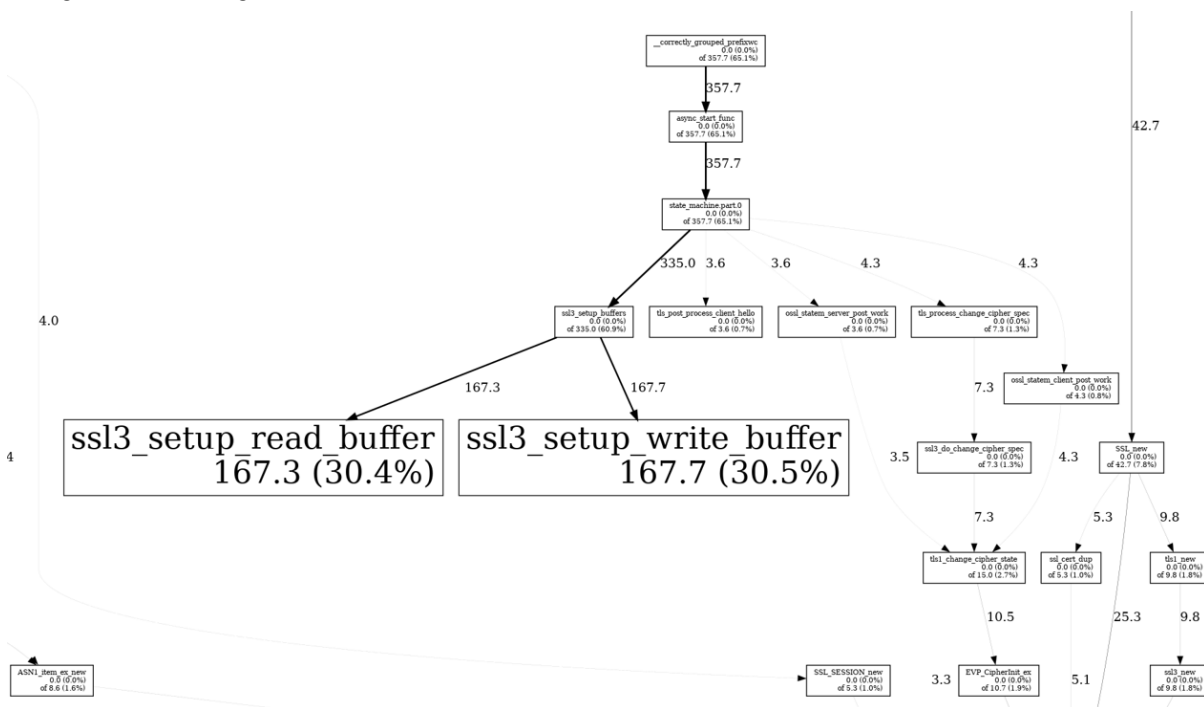 __correctly_grouped_prefixwc
0.0 (0.0%)
of 357.7 (65.1%)
357.7
async_start_func
0.0 (0.0%)
of 357.7 (65.1%)
42.7
357.7
state_machine.part.0
0.0 (0.0%)
of 357.7 (65.1%)
335.0
3.6
3.6
4.3
4.3
4.0
ssl3_setup_buffers
0.0 (0.0%)
of 335.0 (60.9%)
tls_post_process_client_hello
0.0 (0.0%)
of 3.6 (0.7%)
ossl_statem_server_post_work
0.0 (0.0%)
of 3.6 (0.7%)
tls_process_change_cipher_spec
0.0 (0.0%)
of 7.3 (1.3%)
167.3
167.7
7.3
ossl_statem_client_post_work
0.0 (0.0%)
of 4.3 (0.8%)
4
ssl3_setup_read_buffer
167.3 (30.4%)
ssl3_setup_write_buffer
167.7 (30.5%)
3.5
ssl3_do_change_cipher_spec
0.0 (0.0%)
of 7.3 (1.3%)
4.3
SSL_new
0.0 (0.0%)
of 42.7 (7.8%)
7.3
5.3
9.8
tls1_change_cipher_state
0.0 (0.0%)
of 15.0 (2.7%)
ssl_cert_dup
0.0 (0.0%)
of 5.3 (1.0%)
tls1_new
0.0 (0.0%)
of 9.8 (1.8%)
10.5
25.3
9.8
ASN1_item_ex_new
0.0 (0.0%)
of 8.6 (1.6%)
SSL_SESSION_new
0.0 (0.0%)
of 5.3 (1.0%)
3.3
EVP_CipherInit_ex
0.0 (0.0%)
of 10.7 (1.9%)
5.1
ssl3_new
0.0 (0.0%)
of 9.8 (1.8%)